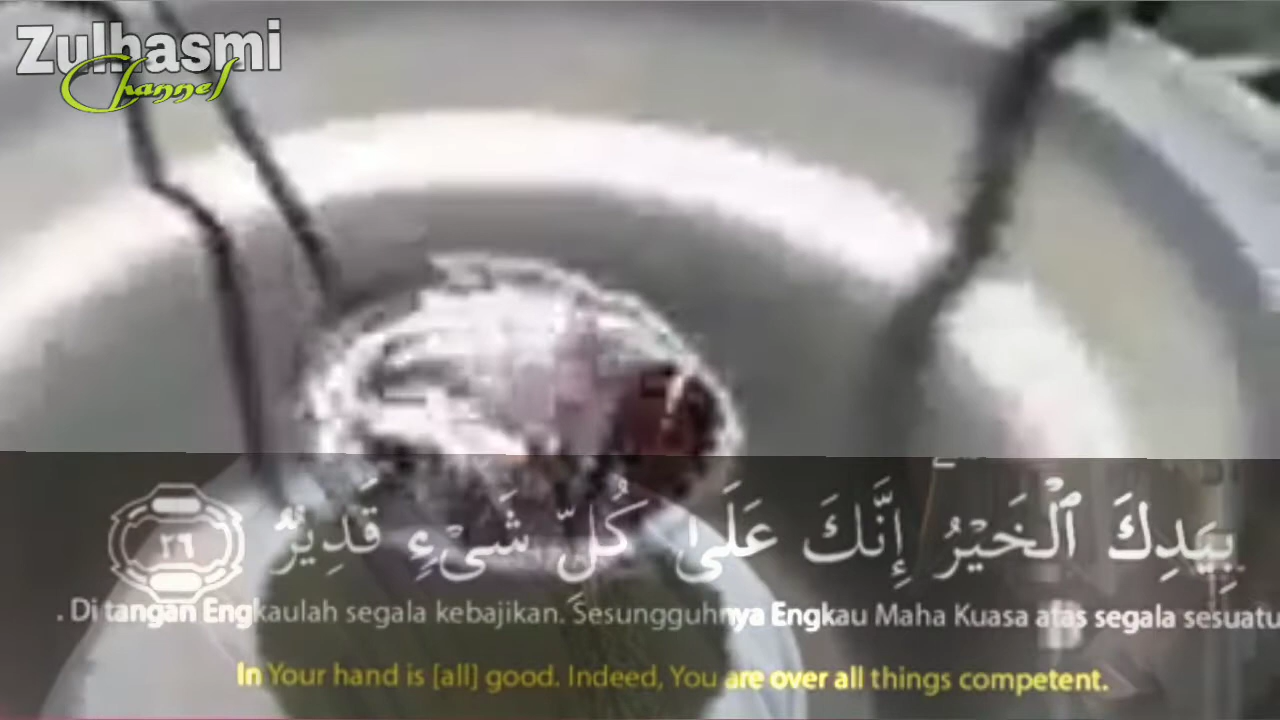 Zulhasmi
Channel
بِيَدِكَ ٱلْخَيْرُ إِنَّكَ عَلَىٰ كُلِّ شَىْءٍ قَدِيرٌ ٢٦
. Di tangan Engkaulah segala kebajikan. Sesungguhnya Engkau Maha Kuasa atas segala sesuatu
In Your hand is [all] good. Indeed, You are over all things competent.